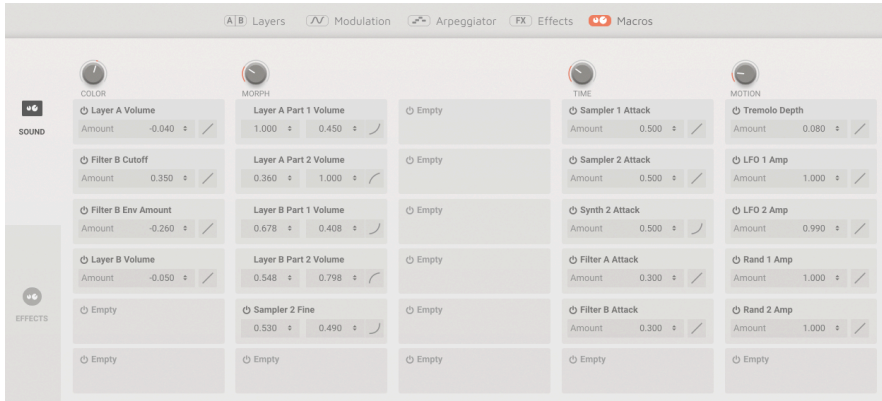 A B Layers Modulation Arpeggiator FX Effects Macros
COLOR MORPH TIME MOTION
SOUND
EFFECTS
Layer A Volume
Amount -0.040
Filter B Cutoff
Amount 0.350
Filter B Env Amount
Amount -0.260
Layer B Volume
Amount -0.050
Empty
Empty
Layer A Part 1 Volume
1.000 0.450
Layer A Part 2 Volume
0.360 1.000
Layer B Part 1 Volume
0.678 0.408
Layer B Part 2 Volume
0.548 0.798
Sampler 2 Fine
0.530 0.490
Empty
Empty
Empty
Empty
Empty
Empty
Empty
Sampler 1 Attack
Amount 0.500
Sampler 2 Attack
Amount 0.500
Synth 2 Attack
Amount 0.500
Filter A Attack
Amount 0.300
Filter B Attack
Amount 0.300
Empty
Tremolo Depth
Amount 0.080
LFO 1 Amp
Amount 1.000
LFO 2 Amp
Amount 0.990
Rand 1 Amp
Amount 1.000
Rand 2 Amp
Amount 1.000
Empty